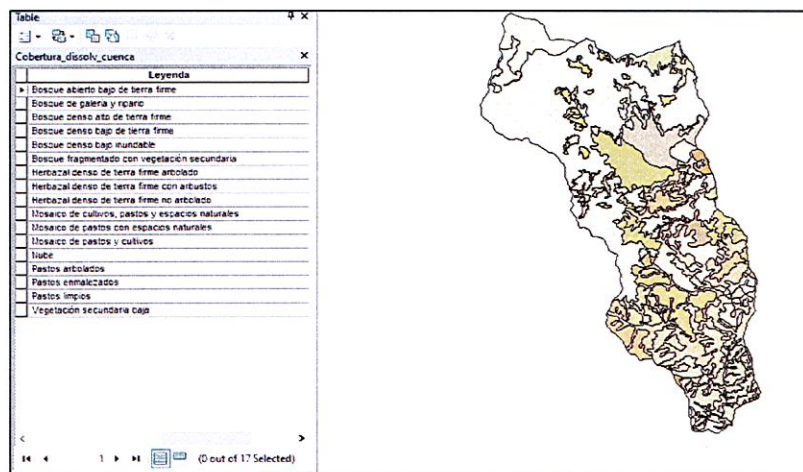 Table
Cobertura_dissolv_cuenca
Leyenda
Bosque abierto bajo de tierra firme
Bosque de galeria y ripario
Bosque denso alto de tierra firme
Bosque denso bajo de tierra firme
Bosque denso bajo inundable
Bosque fragmentado con vegetación secundaria
Herbazal denso de tierra firme arbolado
Herbazal denso de tierra firme con arbustos
Herbazal denso de tierra firme no arbolado
Mosaico de cultivos, pastos y espacios naturales
Mosaico de pastos con espacios naturales
Mosaico de pastos y cultivos
Nube
Pastos arbolados
Pastos enmalezados
Pastos limpios
Vegetación secundaria baja
1
(0 out of 17 Selected)